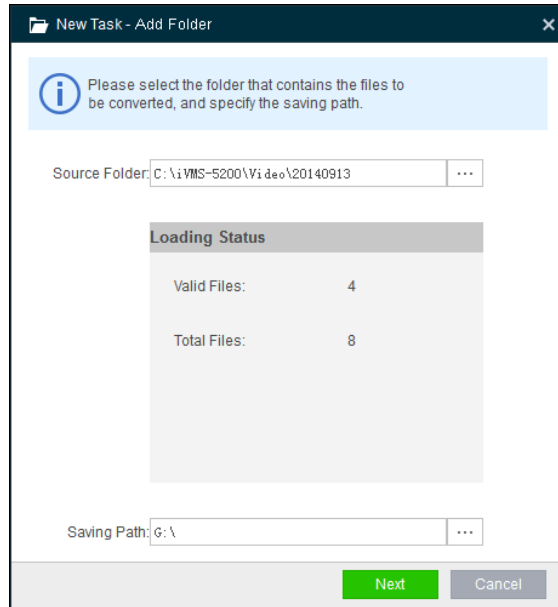 New Task - Add Folder
Please select the folder that contains the files to
be converted, and specify the saving path.
Source Folder: C:\iVMS-5200\Video\20140913 ...
Loading Status
Valid Files: 4
Total Files: 8
Saving Path: G:\ ...
Next Cancel